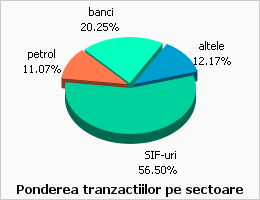 banci
20.25%
altele
12.17%
petrol
11.07%
SIF-uri
56.50%
Ponderea tranzactiilor pe sectoare